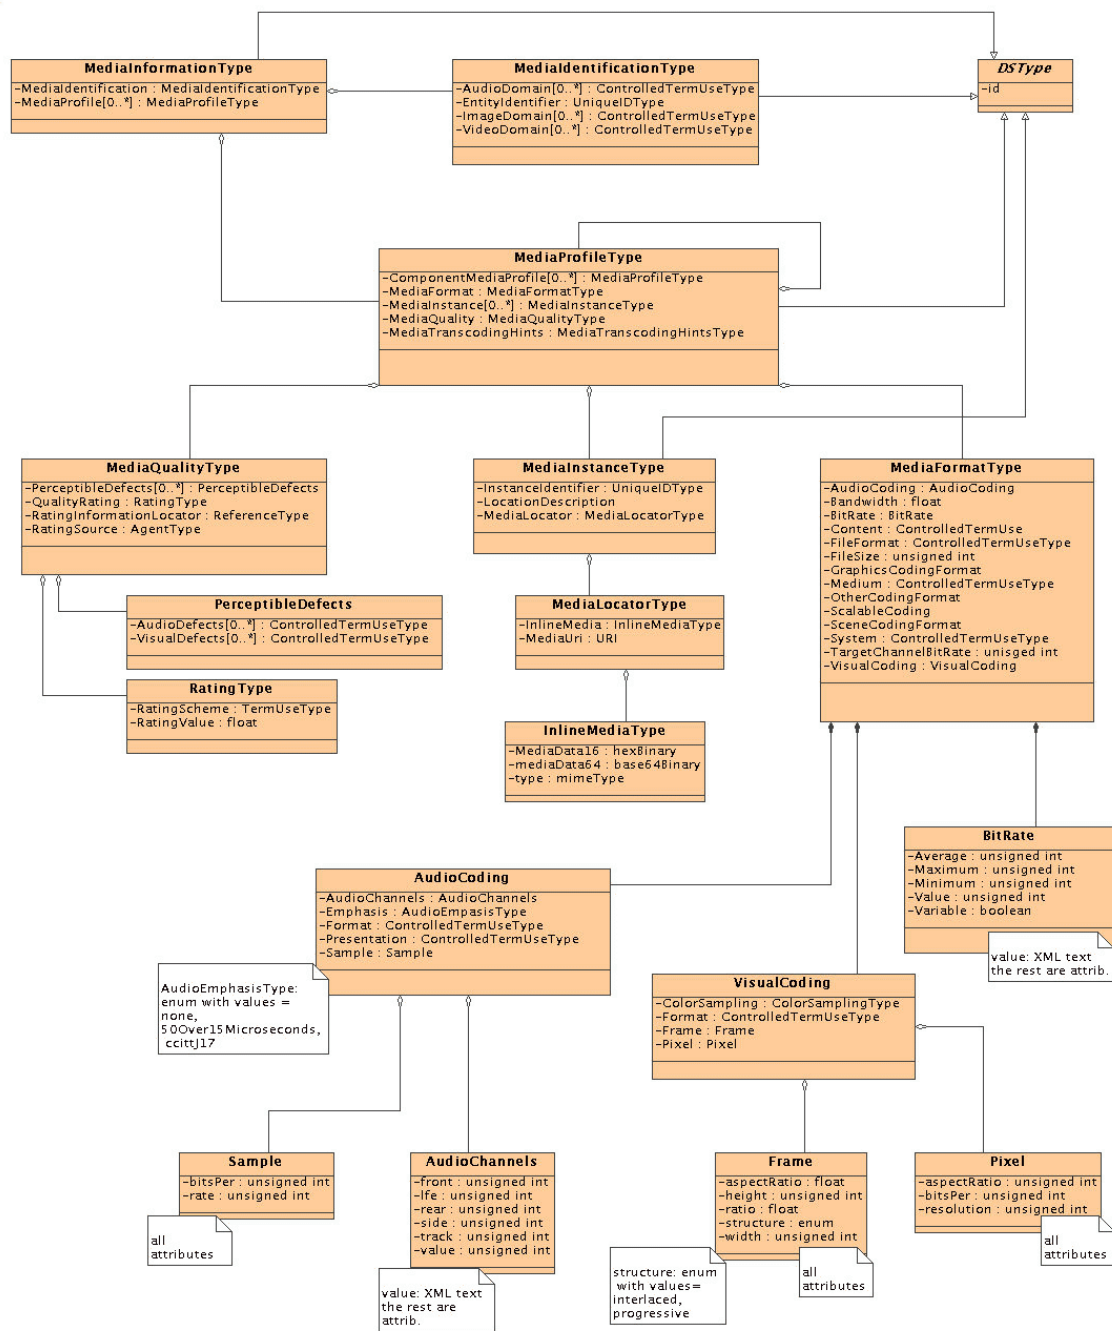 MediaInformationType
-MediaIdentification : MediaIdentificationType
-MediaProfile[0..*] : MediaProfileType
MediaIdentificationType
-AudioDomain[0..*] : ControlledTermUseType
-EntityIdentifier : UniqueIDType
-ImageDomain[0..*] : ControlledTermUseType
-VideoDomain[0..*] : ControlledTermUseType
DSType
-id
MediaProfileType
-ComponentMediaProfile[0..*] : MediaProfileType
-MediaFormat : MediaFormatType
-MediaInstance[0..*] : MediaInstanceType
-MediaQuality : MediaQualityType
-MediaTranscodingHints : MediaTranscodingHintsType
MediaQualityType
-PerceptibleDefects[0..*] : PerceptibleDefects
-QualityRating : RatingType
-RatingInformationLocator : ReferenceType
-RatingSource : AgentType
MediaInstanceType
-InstanceIdentifier : UniqueIDType
-LocationDescription
-MediaLocator : MediaLocatorType
MediaFormatType
-AudioCoding : AudioCoding
-Bandwidth : float
-BitRate : BitRate
-Content : ControlledTermUse
-FileFormat : ControlledTermUseType
-FileSize : unsigned int
-GraphicsCodingFormat
-Medium : ControlledTermUseType
-OtherCodingFormat
-ScalableCoding
-SceneCodingFormat
-System : ControlledTermUseType
-TargetChannelBitRate : unisged int
-VisualCoding : VisualCoding
PerceptibleDefects
-AudioDefects[0..*] : ControlledTermUseType
-VisualDefects[0..*] : ControlledTermUseType
MediaLocatorType
-InlineMedia : InlineMediaType
-MediaUri : URI
RatingType
-RatingScheme : TermUseType
-RatingValue : float
InlineMediaType
-MediaData16 : hexBinary
-mediaData64 : base64Binary
-type : mimeType
BitRate
-Average : unsigned int
-Maximum : unsigned int
-Minimum : unsigned int
-Value : unsigned int
-Variable : boolean
value: XML text
the rest are attrib.
AudioCoding
-AudioChannels : AudioChannels
-Emphasis : AudioEmpasisType
-Format : ControlledTermUseType
-Presentation : ControlledTermUseType
-Sample : Sample
AudioEmphasisType:
enum with values =
none,
50Over15Microseconds,
ccittJ17
VisualCoding
-ColorSampling : ColorSamplingType
-Format : ControlledTermUseType
-Frame : Frame
-Pixel : Pixel
Sample
-bitsPer : unsigned int
-rate : unsigned int
all
attributes
AudioChannels
-front : unsigned int
-lfe : unsigned int
-rear : unsigned int
-side : unsigned int
-track : unsigned int
-value : unsigned int
value: XML text
the rest are
attrib.
Frame
-aspectRatio : float
-height : unsigned int
-ratio : float
-structure : enum
-width : unsigned int
structure: enum
with values=
interlaced,
progressive
all
attributes
Pixel
-aspectRatio : unsigned int
-bitsPer : unsigned int
-resolution : unsigned int
all
attributes